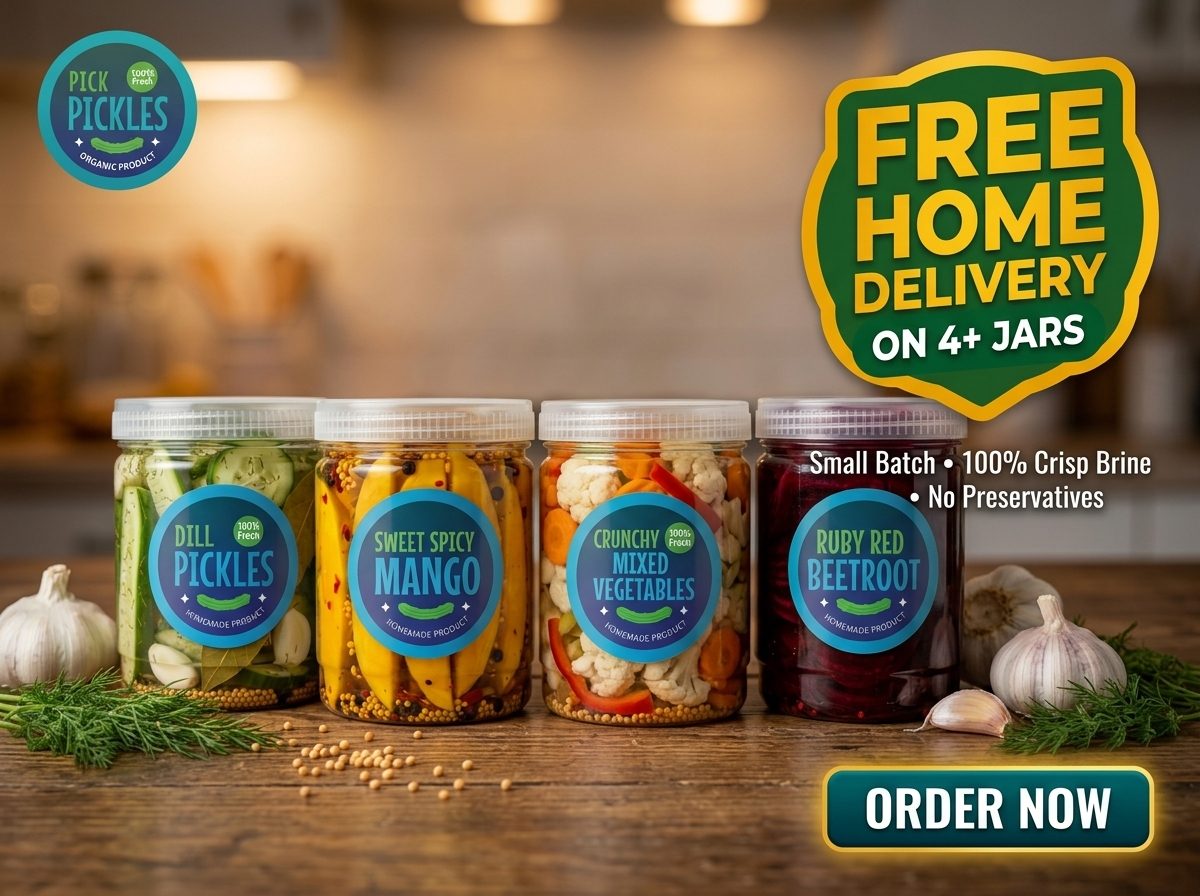 PICK
100% Fresh
PICKLES
ORGANIC PRODUCT
FREE
HOME
DELIVERY
ON 4+ JARS
Small Batch • 100% Crisp Brine
• No Preservatives
DILL
100%
Fresh
PICKLES
HOMEMADE PRODUCT
SWEET SPICY
MANGO
HOMEMADE PRODUCT
CRUNCHY
100%
Fresh
MIXED
VEGETABLES
HOMEMADE PRODUCT
RUBY RED
BEETROOT
HOMEMADE PRODUCT
ORDER NOW